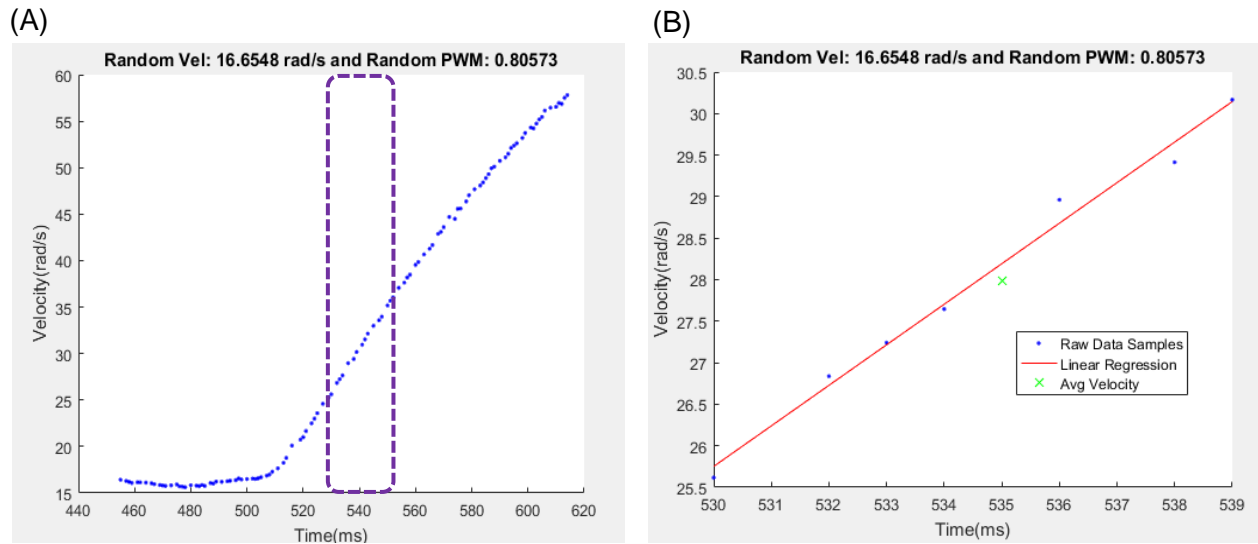 (A)
Random Vel: 16.6548 rad/s and Random PWM: 0.80573
60
55
50
45
40
35
30
25
20
15
Velocity(rad/s)
440 460 480 500 520 540 560 580 600 620
Time(ms)
(B)
Random Vel: 16.6548 rad/s and Random PWM: 0.80573
30.5
30
29.5
29
28.5
28
27.5
27
26.5
26
25.5
Velocity(rad/s)
Raw Data Samples
Linear Regression
Avg Velocity
530 531 532 533 534 535 536 537 538 539
Time(ms)